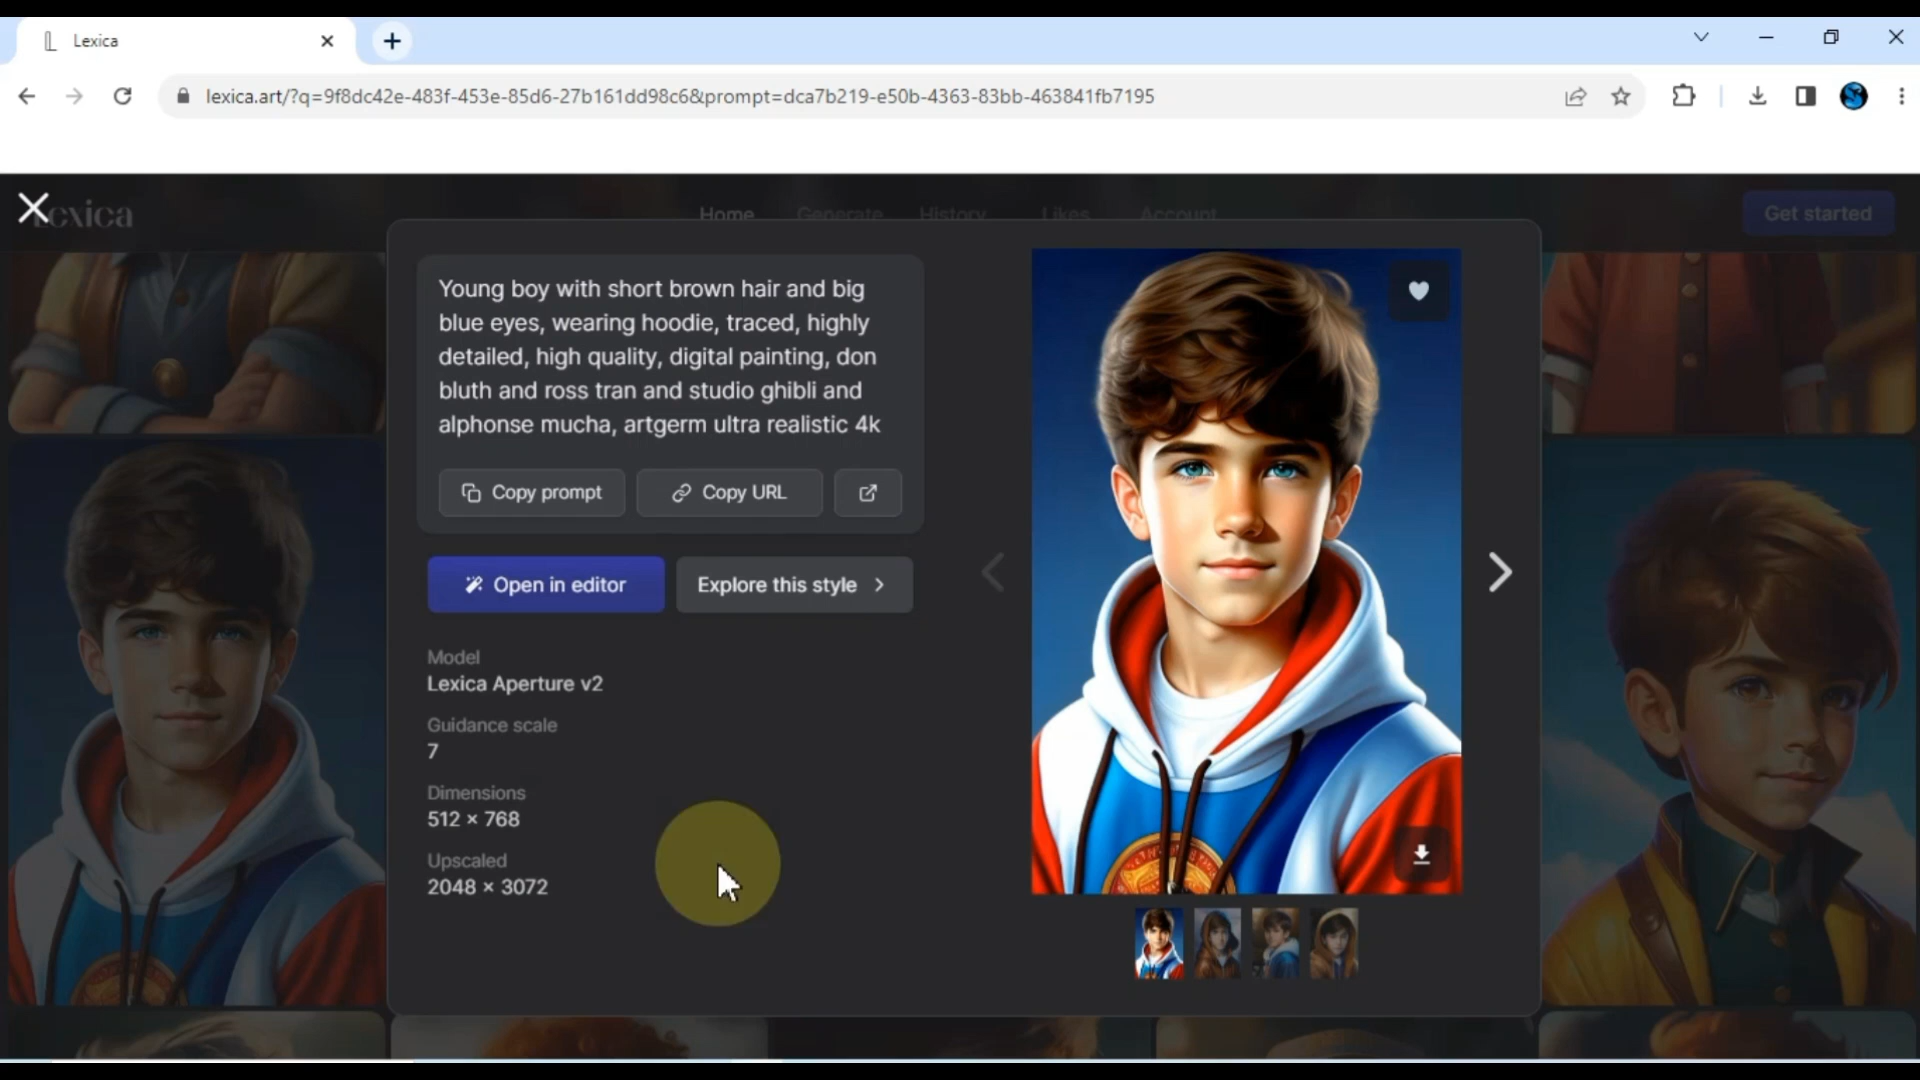 Lexica
lexica.art/?q=9f8dc42e-483f-453e-85d6-27b161dd98c6&prompt=dca7b219-e50b-4363-83bb-463841fb7195
Lexica
Home Generate History Likes Account
Get started
Young boy with short brown hair and big
blue eyes, wearing hoodie, traced, highly
detailed, high quality, digital painting, don
bluth and ross tran and studio ghibli and
alphonse mucha, artgerm ultra realistic 4k
Copy prompt
Copy URL
Open in editor
Explore this style
Model
Lexica Aperture v2
Guidance scale
7
Dimensions
512 × 768
Upscaled
2048 × 3072